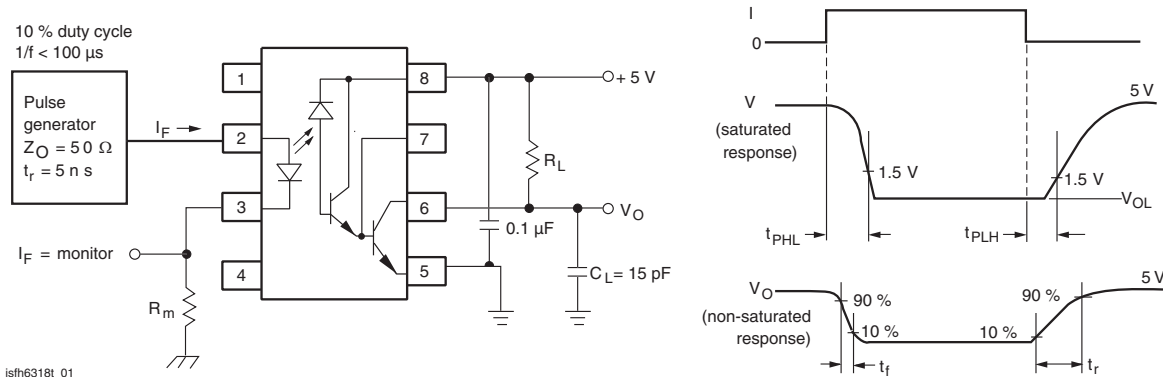 10 % duty cycle
1/f < 100 µs
Pulse
generator
Z_O = 50 Ω
t_r = 5 n s
I_F
1
2
3
4
8
7
6
5
+ 5 V
R_L
V_O
0.1 µF
C_L = 15 pF
I_F = monitor
R_m
isfh6318t_01
I
0
V
(saturated
response)
5 V
1.5 V
1.5 V
V_OL
t_PHL
t_PLH
V_O
(non-saturated
response)
5 V
90 %
10 %
90 %
10 %
t_f
t_r